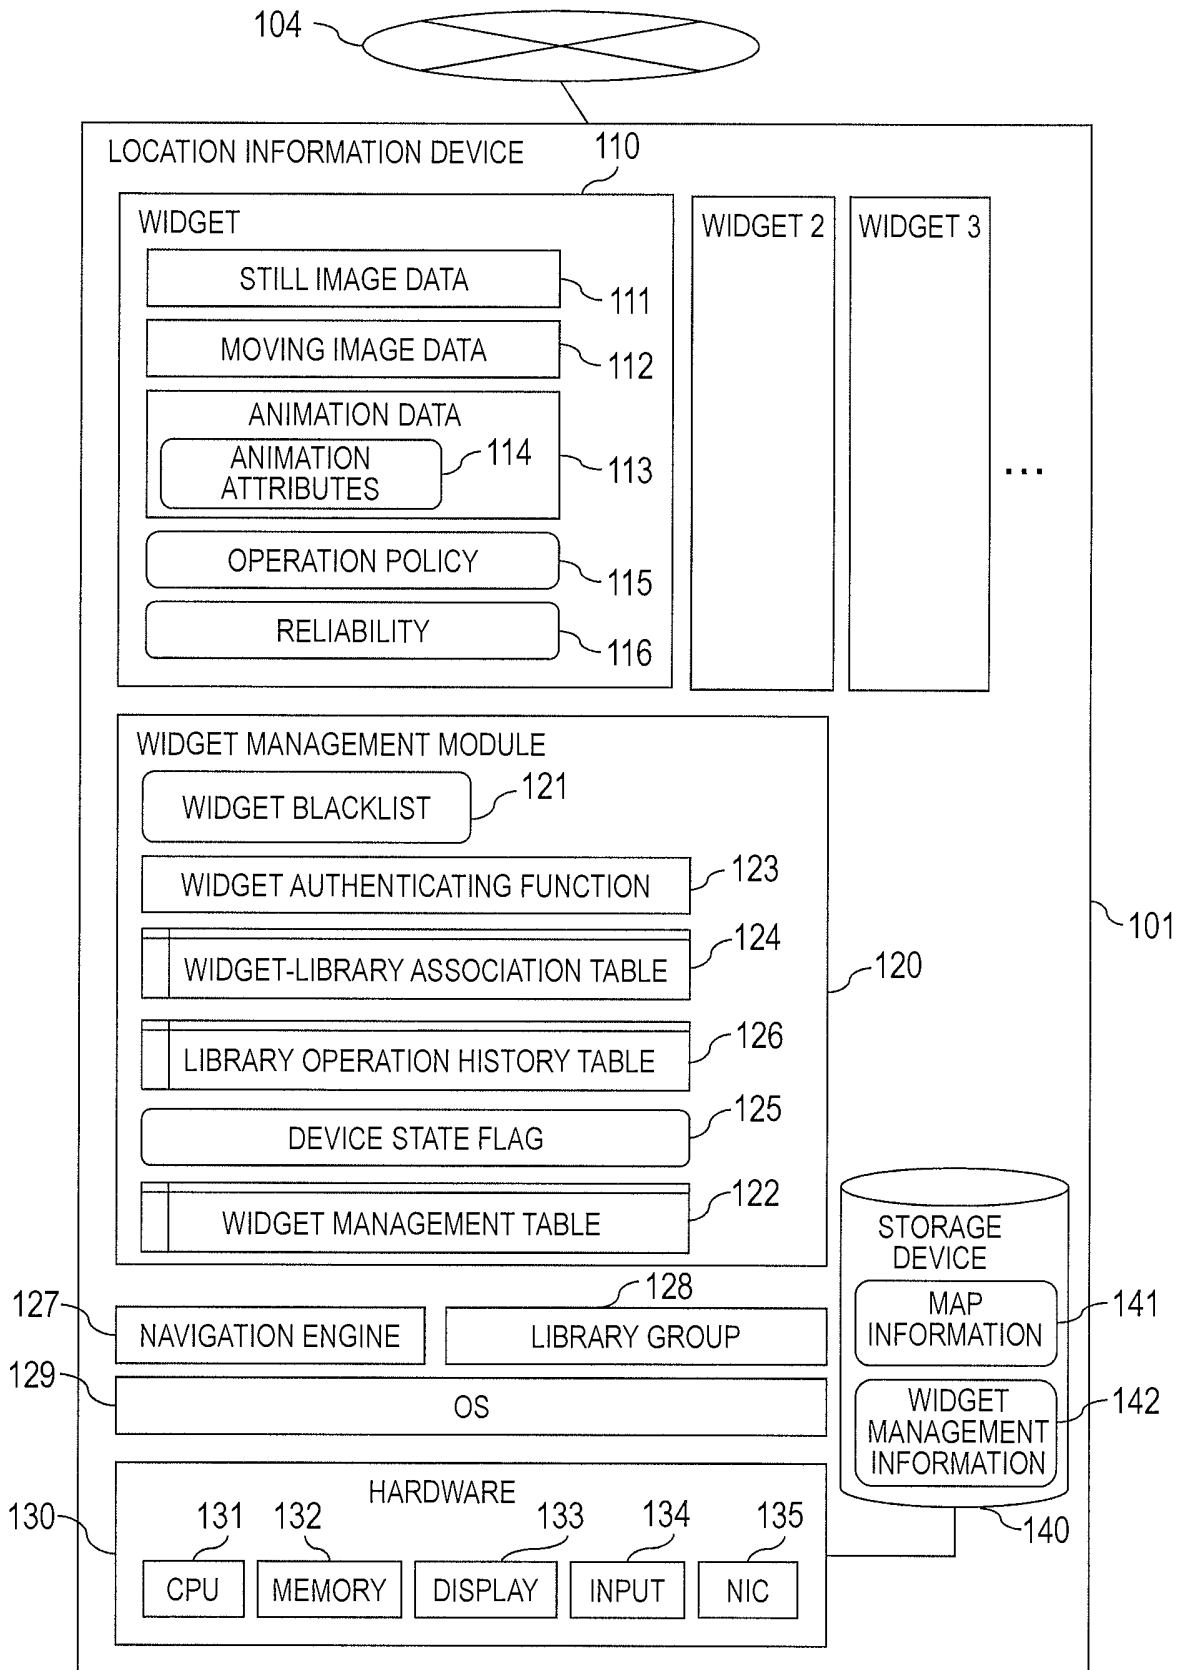 104
LOCATION INFORMATION DEVICE
110
WIDGET
STILL IMAGE DATA
111
MOVING IMAGE DATA
112
ANIMATION DATA
ANIMATION
ATTRIBUTES
114
113
OPERATION POLICY
115
RELIABILITY
116
WIDGET 2
WIDGET 3
...
WIDGET MANAGEMENT MODULE
WIDGET BLACKLIST
121
WIDGET AUTHENTICATING FUNCTION
123
WIDGET-LIBRARY ASSOCIATION TABLE
124
LIBRARY OPERATION HISTORY TABLE
126
DEVICE STATE FLAG
125
WIDGET MANAGEMENT TABLE
122
120
101
STORAGE
DEVICE
MAP
INFORMATION
141
WIDGET
MANAGEMENT
INFORMATION
142
140
127
NAVIGATION ENGINE
128
LIBRARY GROUP
129
OS
130
HARDWARE
131
CPU
132
MEMORY
133
DISPLAY
134
INPUT
135
NIC